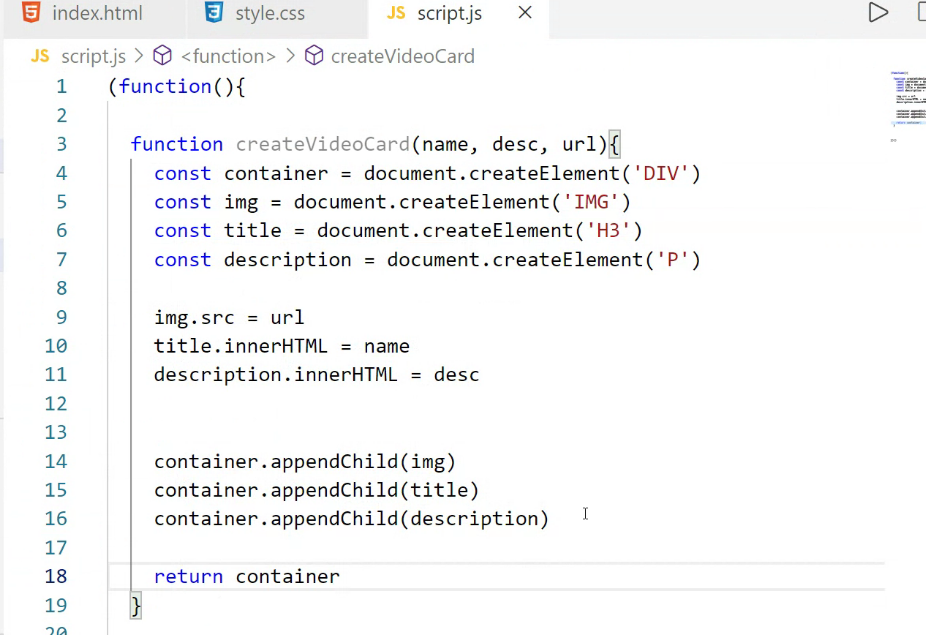 index.html style.css JS script.js
JS script.js > <function> > createVideoCard
1 (function(){
2
3 function createVideoCard(name, desc, url){
4 const container = document.createElement('DIV')
5 const img = document.createElement('IMG')
6 const title = document.createElement('H3')
7 const description = document.createElement('P')
8
9 img.src = url
10 title.innerHTML = name
11 description.innerHTML = desc
12
13
14 container.appendChild(img)
15 container.appendChild(title)
16 container.appendChild(description)
17
18 return container
19 }
20